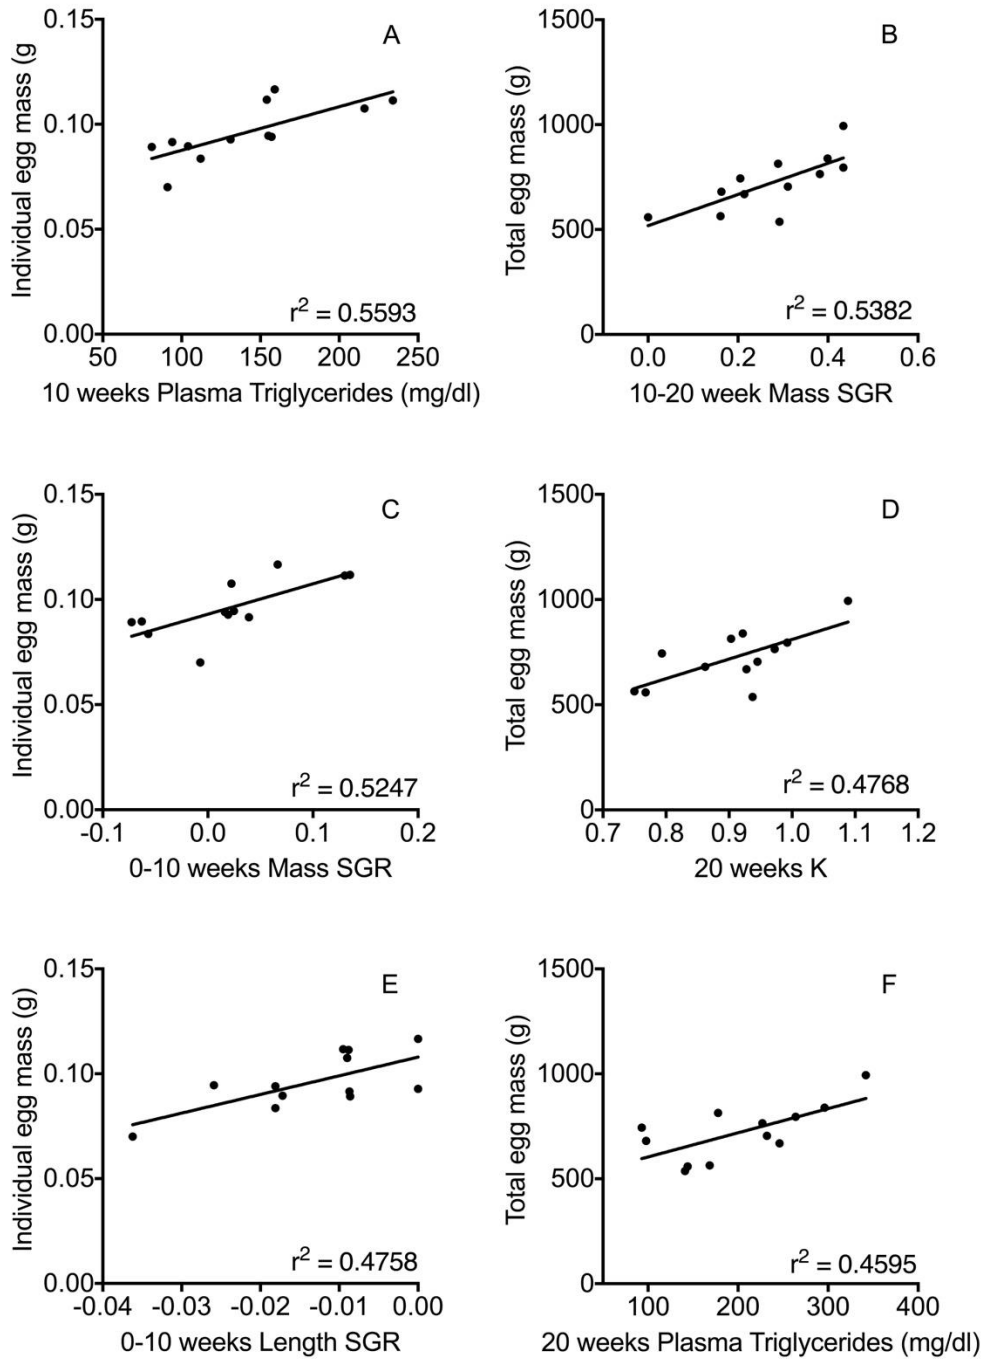 A
Individual egg mass (g
0.15
0.10
0.05
0.00
50 100 150 200 250
r² = 0.5593
10 weeks Plasma Triglycerides (mg/dl)
B
Total egg mass (g)
1500
1000
500
0
0.0 0.2 0.4 0.6
r² = 0.5382
10-20 week Mass SGR
C
Individual egg mass (g)
0.15
0.10
0.05
0.00
-0.1 0.0 0.1 0.2
r² = 0.5247
0-10 weeks Mass SGR
D
Total egg mass (g)
1500
1000
500
0
0.7 0.8 0.9 1.0 1.1 1.2
r² = 0.4768
20 weeks K
E
Individual egg mass (g)
0.15
0.10
0.05
0.00
-0.04 -0.03 -0.02 -0.01 0.00
r² = 0.4758
0-10 weeks Length SGR
F
Total egg mass (g)
1500
1000
500
0
100 200 300 400
r² = 0.4595
20 weeks Plasma Triglycerides (mg/dl)